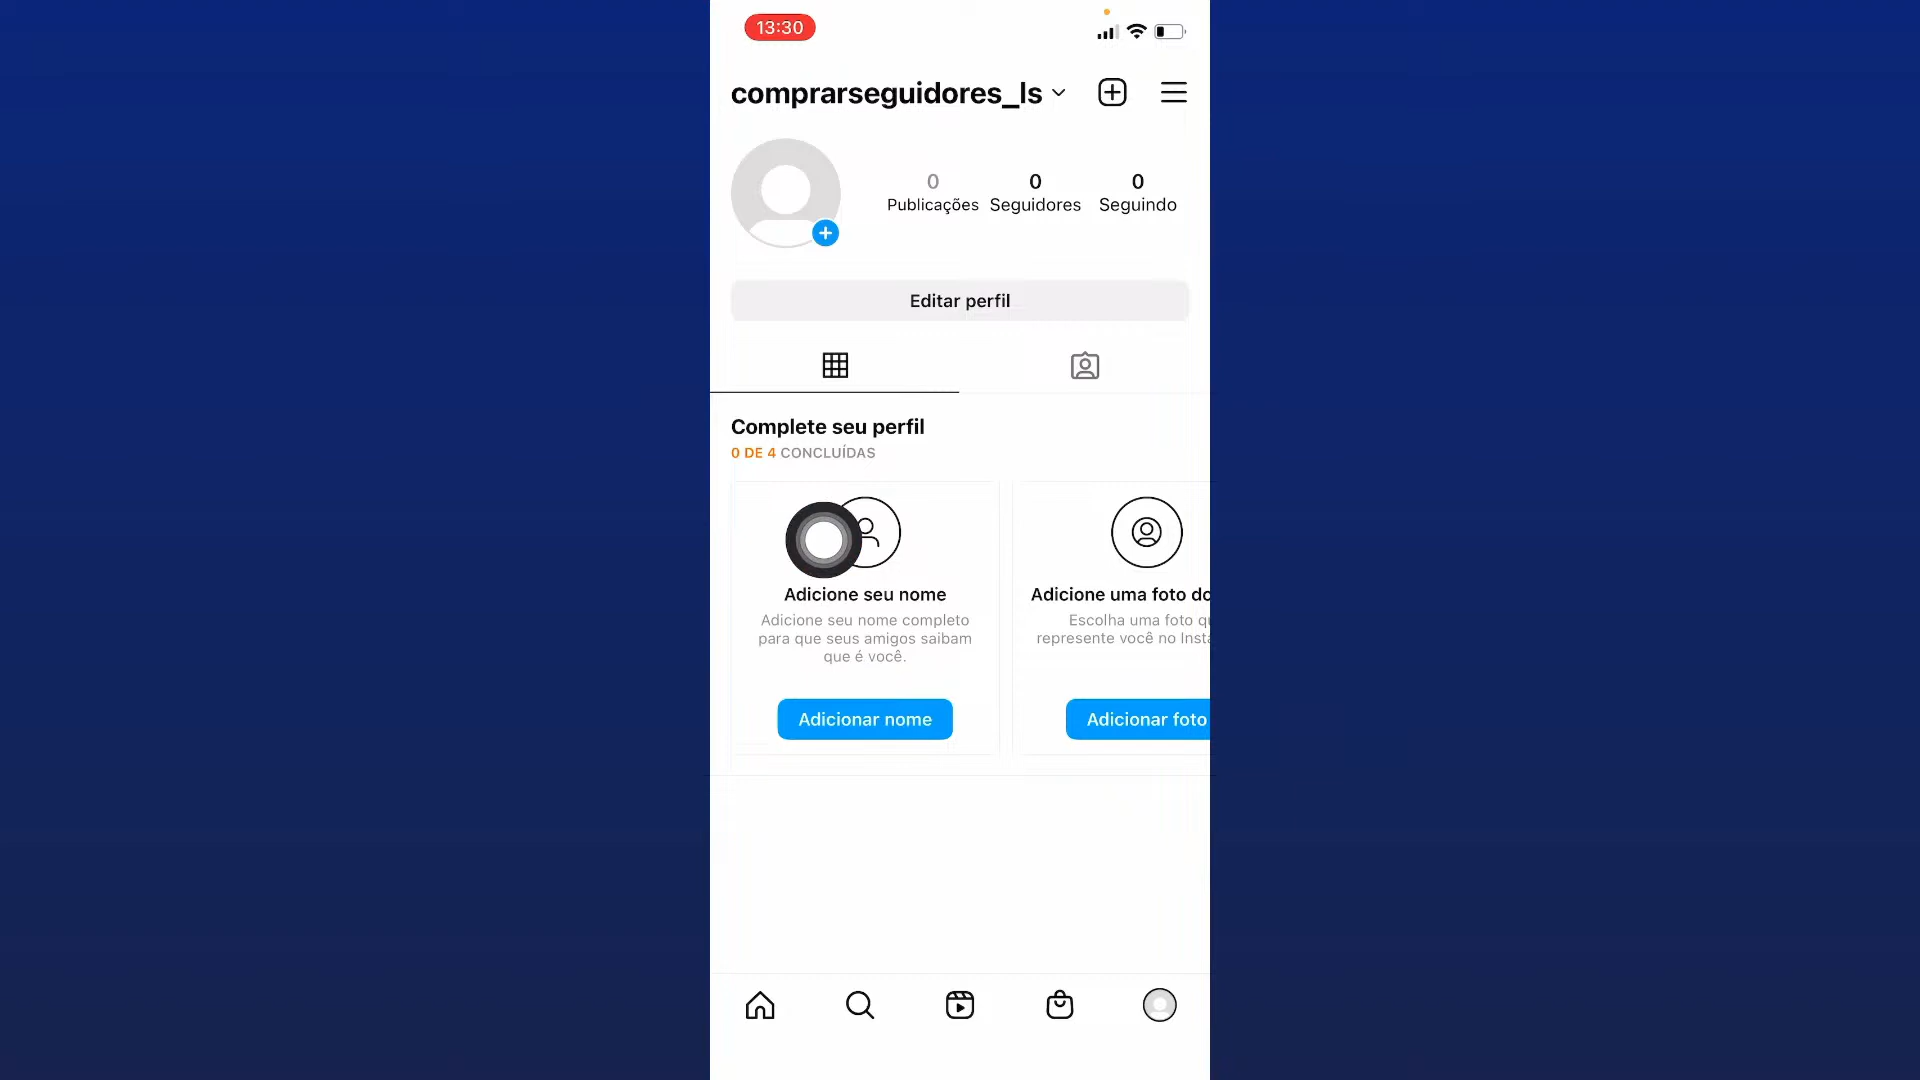 13:30
comprarseguidores_ls
0 0 0
Publicações Seguidores Seguindo
Editar perfil
Complete seu perfil
0 DE 4 CONCLUÍDAS
Adicione seu nome
Adicione seu nome completo
para que seus amigos saibam
que é você.
Adicionar nome
Adicione uma foto do
Escolha uma foto qu
represente você no Insta
Adicionar foto